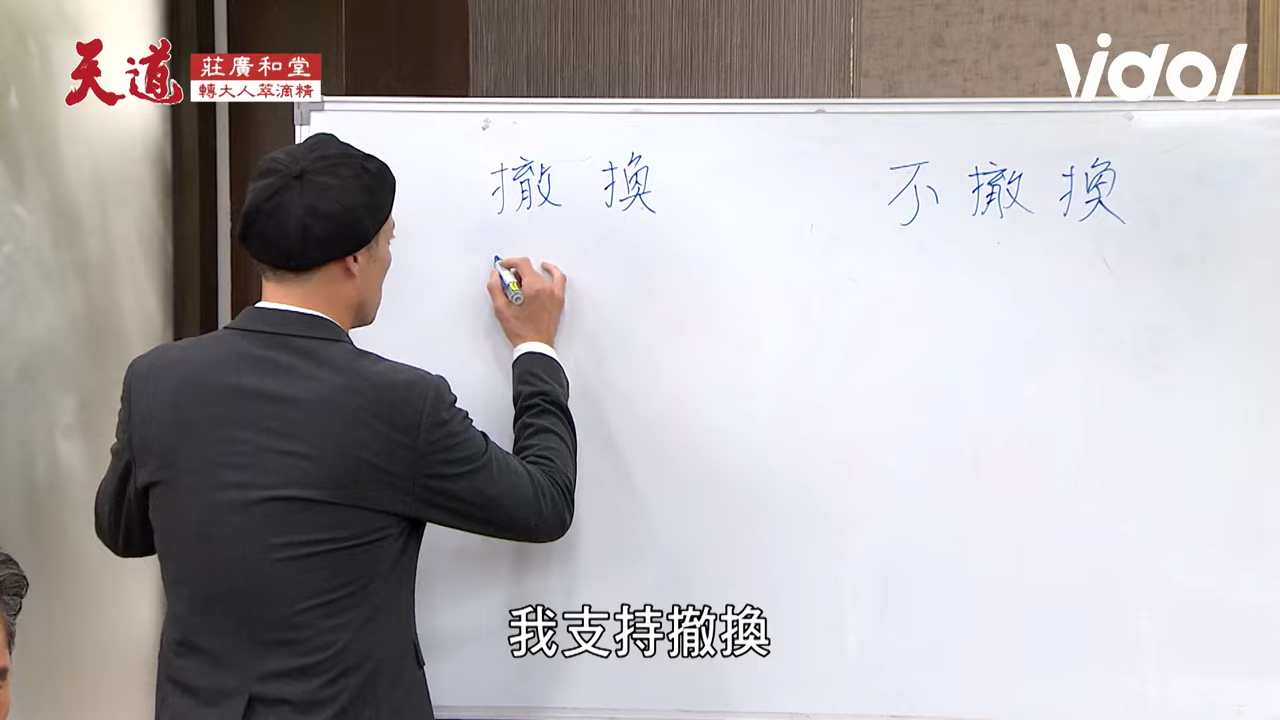 天道
莊廣和堂
轉大人萃滴精
vidol
撤換
不撤換
我支持撤換